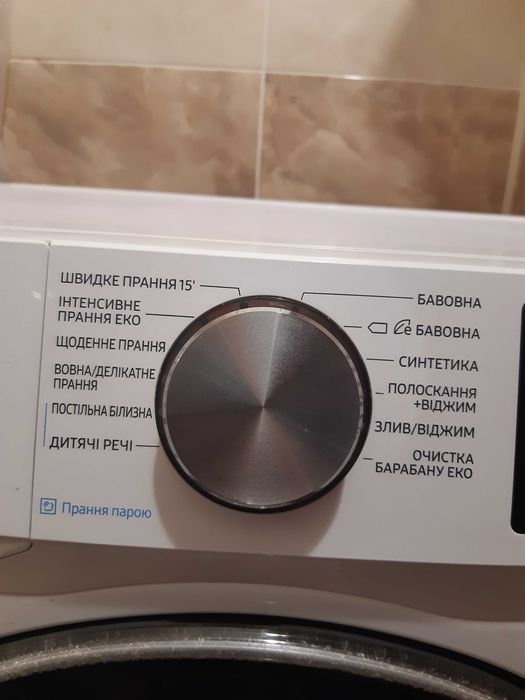 ШВИДКЕ ПРАННЯ 15'
ІНТЕНСИВНЕ
ПРАННЯ ЕКО
ЩОДЕННЕ ПРАННЯ
ВОВНА/ДЕЛІКАТНЕ
ПРАННЯ
ПОСТІЛЬНА БІЛИЗНА
ДИТЯЧІ РЕЧІ
Прання парою
БАВОВНА
е БАВОВНА
СИНТЕТИКА
ПОЛОСКАННЯ
+ВІДЖИМ
ЗЛИВ/ВІДЖИМ
ОЧИСТКА
БАРАБАНУ ЕКО